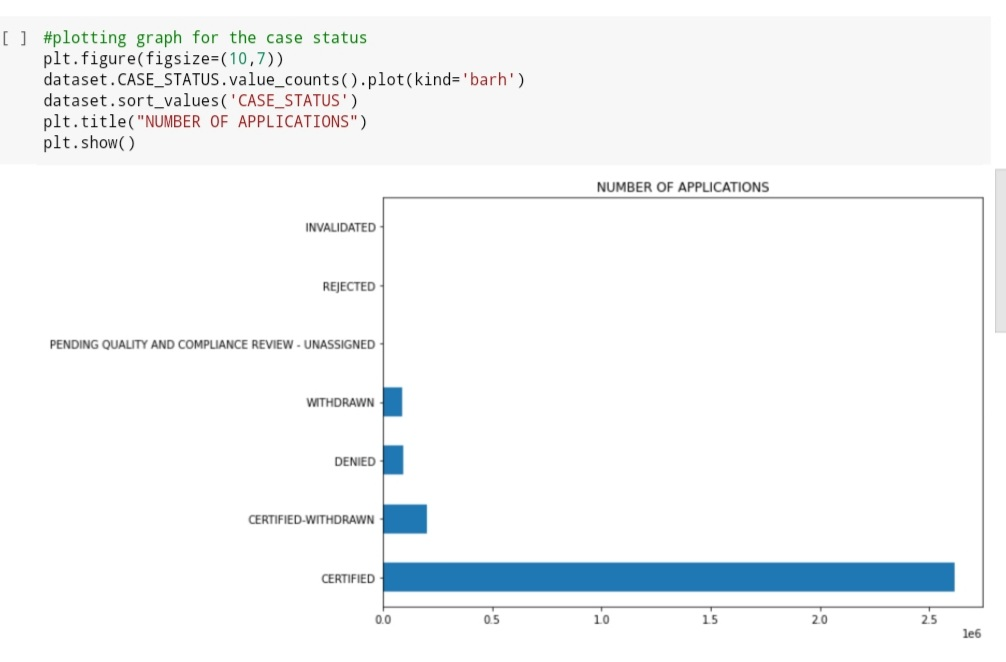 [ ] #plotting graph for the case status
plt.figure(figsize=(10,7))
dataset.CASE_STATUS.value_counts().plot(kind='barh')
dataset.sort_values('CASE_STATUS')
plt.title("NUMBER OF APPLICATIONS")
plt.show()
NUMBER OF APPLICATIONS
INVALIDATED
REJECTED
PENDING QUALITY AND COMPLIANCE REVIEW - UNASSIGNED
WITHDRAWN
DENIED
CERTIFIED-WITHDRAWN
CERTIFIED
0.0 0.5 1.0 1.5 2.0 2.5
1e6